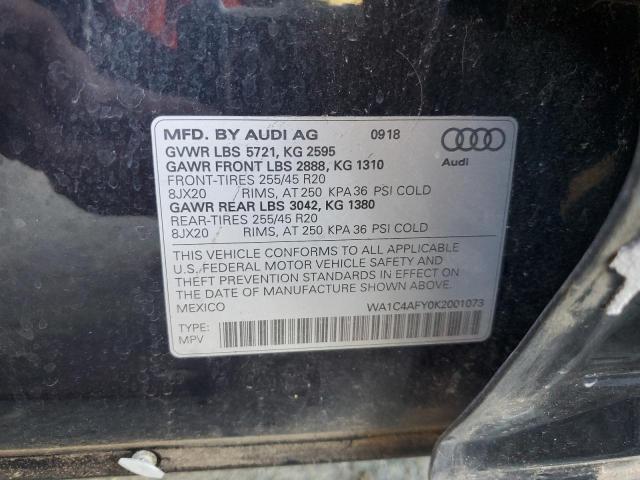 MFD. BY AUDI AG 0918
GVWR LBS 5721, KG 2595
GAWR FRONT LBS 2888, KG 1310
FRONT-TIRES 255/45 R20
8JX20 / RIMS, AT 250 KPA 36 PSI COLD
GAWR REAR LBS 3042, KG 1380
REAR-TIRES 255/45 R20
8JX20 / RIMS, AT 250 KPA 36 PSI COLD
Audi
THIS VEHICLE CONFORMS TO ALL APPLICABLE
U.S. FEDERAL MOTOR VEHICLE SAFETY AND
THEFT PREVENTION STANDARDS IN EFFECT ON
THE DATE OF MANUFACTURE SHOWN ABOVE.
MEXICO WA1C4AFY0K2001073
TYPE:
MPV